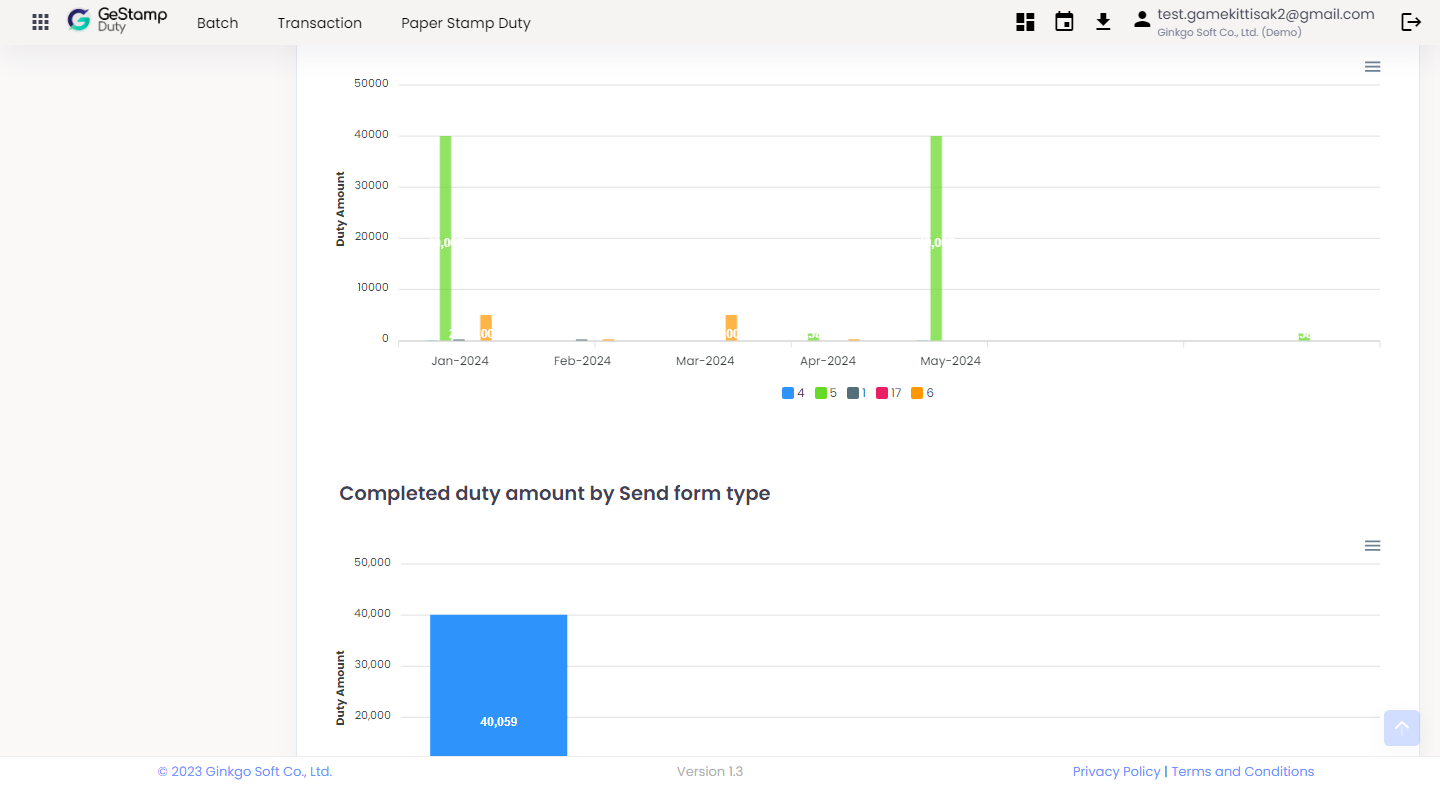 GeStamp
Duty
Batch
Transaction
Paper Stamp Duty
test.gamekittisak2@gmail.com
Ginkgo Soft Co., Ltd. (Demo)
50000
40000
30000
20000
10000
0
Duty Amount
Jan-2024 Feb-2024 Mar-2024 Apr-2024 May-2024
4 5 1 17 6
Completed duty amount by Send form type
50,000
40,000
30,000
20,000
Duty Amount
40,059
© 2023 Ginkgo Soft Co., Ltd.
Version 1.3
Privacy Policy | Terms and Conditions